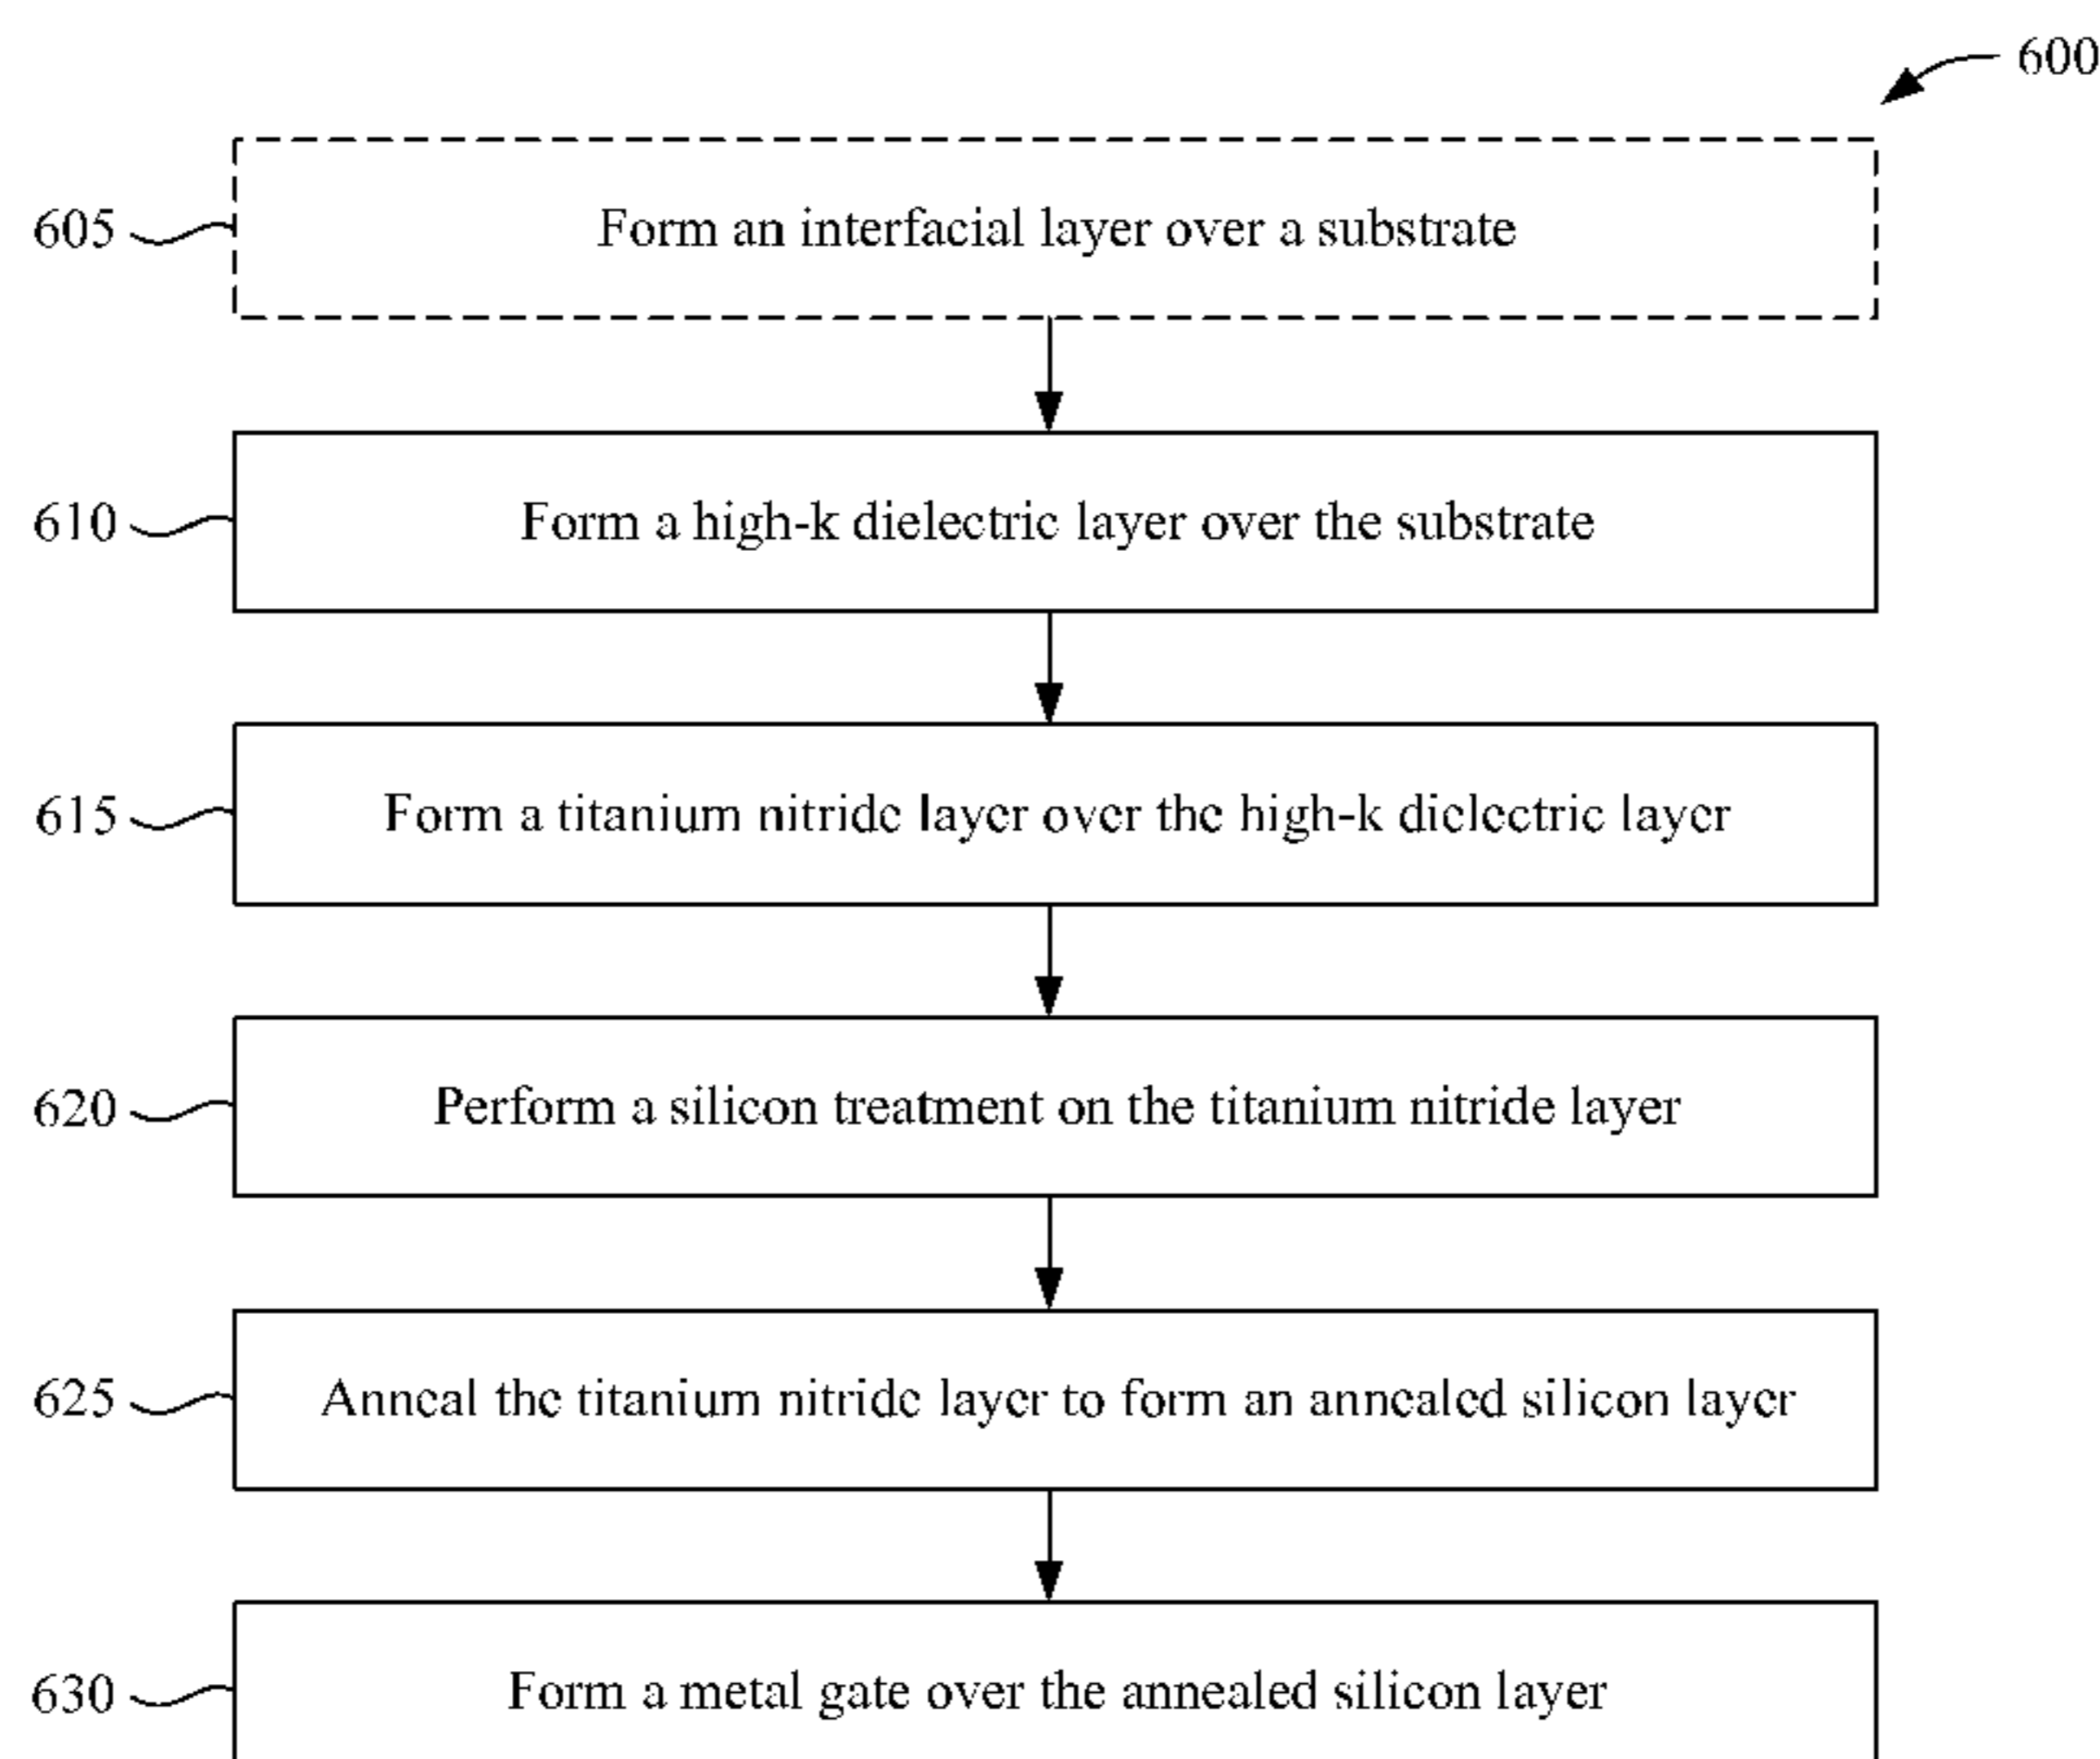 600
605 Form an interfacial layer over a substrate
610 Form a high-k dielectric layer over the substrate
615 Form a titanium nitride layer over the high-k dielectric layer
620 Perform a silicon treatment on the titanium nitride layer
625 Anneal the titanium nitride layer to form an annealed silicon layer
630 Form a metal gate over the annealed silicon layer